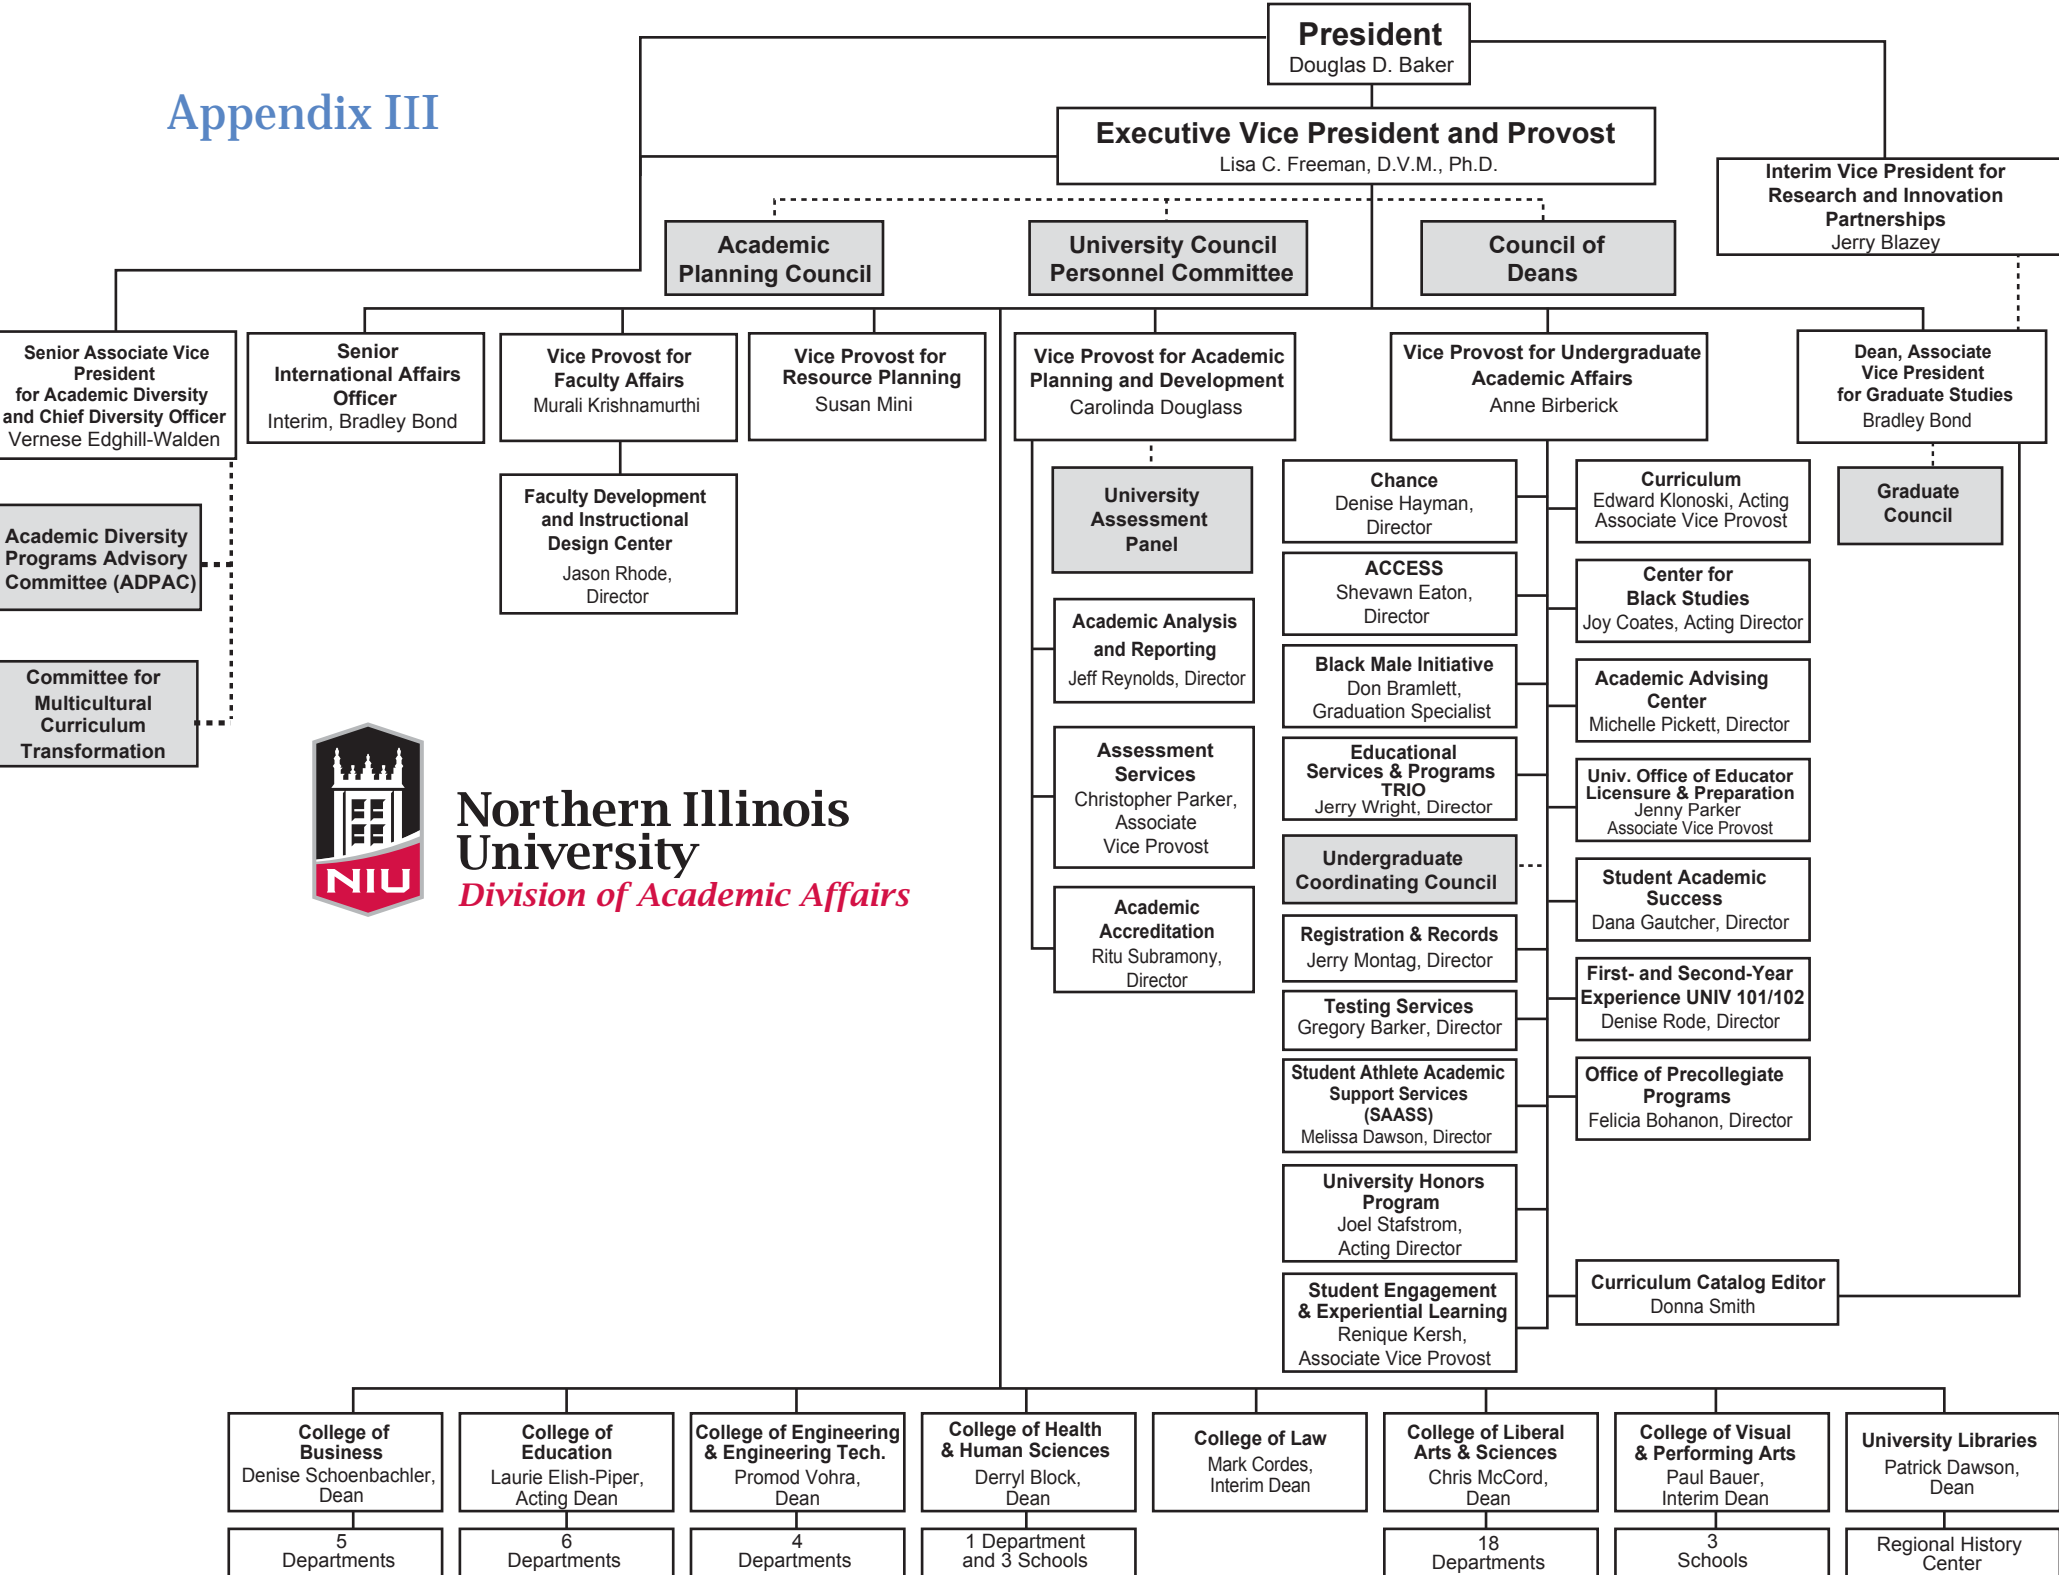 Appendix III
President
Douglas D. Baker
Executive Vice President and Provost
Lisa C. Freeman, D.V.M., Ph.D.
Interim Vice President for
Research and Innovation
Partnerships
Jerry Blazey
Academic
Planning Council
University Council
Personnel Committee
Council of
Deans
Senior Associate Vice
President
for Academic Diversity
and Chief Diversity Officer
Vernese Edghill-Walden
Senior
International Affairs
Officer
Interim, Bradley Bond
Vice Provost for
Faculty Affairs
Murali Krishnamurthi
Vice Provost for
Resource Planning
Susan Mini
Vice Provost for Academic
Planning and Development
Carolinda Douglass
Vice Provost for Undergraduate
Academic Affairs
Anne Birberick
Dean, Associate
Vice President
for Graduate Studies
Bradley Bond
Academic Diversity
Programs Advisory
Committee (ADPAC)
Committee for
Multicultural
Curriculum
Transformation
Faculty Development
and Instructional
Design Center
Jason Rhode,
Director
University
Assessment
Panel
Academic Analysis
and Reporting
Jeff Reynolds, Director
Assessment
Services
Christopher Parker,
Associate
Vice Provost
Academic
Accreditation
Ritu Subramony,
Director
Chance
Denise Hayman,
Director
ACCESS
Shevawn Eaton,
Director
Black Male Initiative
Don Bramlett,
Graduation Specialist
Educational
Services & Programs
TRIO
Jerry Wright, Director
Undergraduate
Coordinating Council
Registration & Records
Jerry Montag, Director
Testing Services
Gregory Barker, Director
Student Athlete Academic
Support Services
(SAASS)
Melissa Dawson, Director
University Honors
Program
Joel Stafstrom,
Acting Director
Student Engagement
& Experiential Learning
Renique Kersh,
Associate Vice Provost
Curriculum
Edward Klonoski, Acting
Associate Vice Provost
Center for
Black Studies
Joy Coates, Acting Director
Academic Advising
Center
Michelle Pickett, Director
Univ. Office of Educator
Licensure & Preparation
Jenny Parker
Associate Vice Provost
Student Academic
Success
Dana Gautcher, Director
First- and Second-Year
Experience UNIV 101/102
Denise Rode, Director
Office of Precollegiate
Programs
Felicia Bohanon, Director
Curriculum Catalog Editor
Donna Smith
Graduate
Council
NIU
Northern Illinois
University
Division of Academic Affairs
College of
Business
Denise Schoenbachler,
Dean
5
Departments
College of
Education
Laurie Elish-Piper,
Acting Dean
6
Departments
College of Engineering
& Engineering Tech.
Promod Vohra,
Dean
4
Departments
College of Health
& Human Sciences
Derryl Block,
Dean
1 Department
and 3 Schools
College of Law
Mark Cordes,
Interim Dean
College of Liberal
Arts & Sciences
Chris McCord,
Dean
18
Departments
College of Visual
& Performing Arts
Paul Bauer,
Interim Dean
3
Schools
University Libraries
Patrick Dawson,
Dean
Regional History
Center